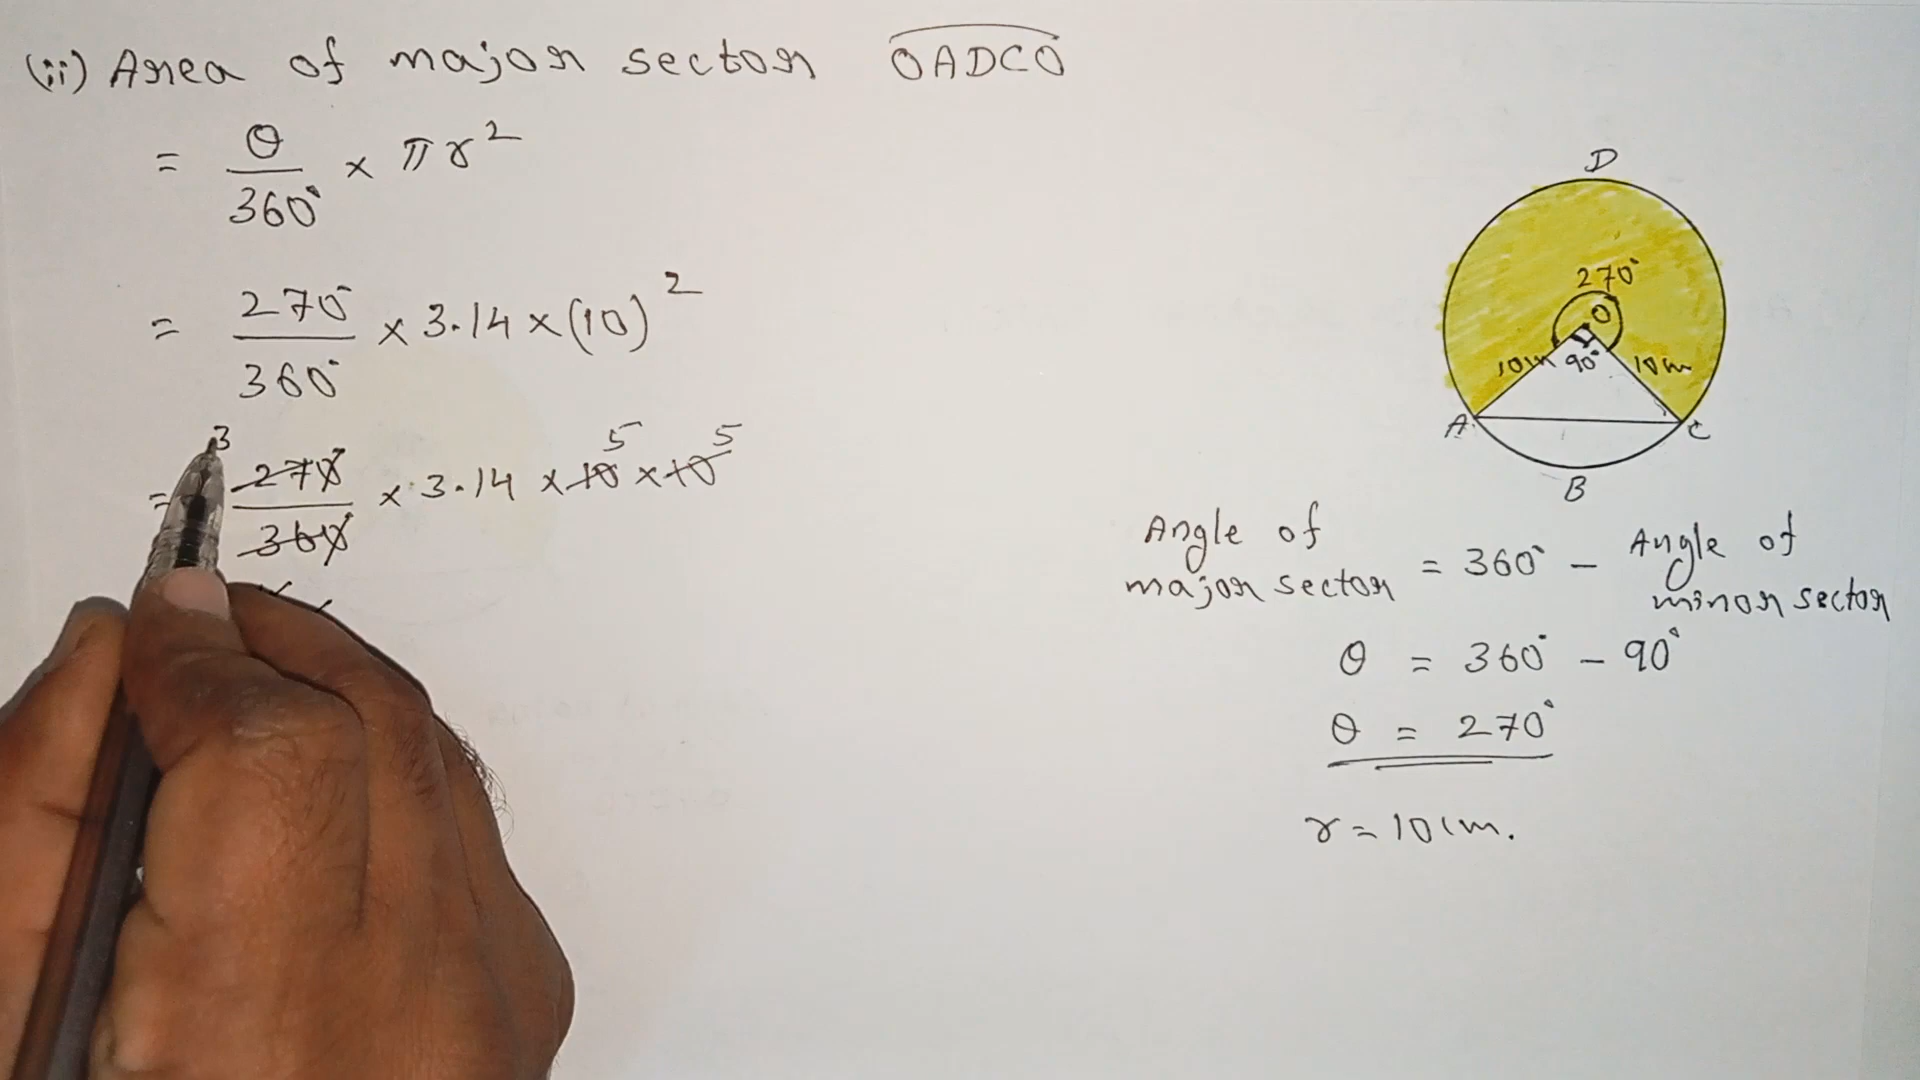 (ii) Area of major sector OADCO
= θ/360° × πr²
= 270°/360° × 3.14 × (10)²
3 5 5
= 270/360 × 3.14 × 10 × 10
D
270°
O
10cm 90° 10cm
A C
B
Angle of major sector = 360° - Angle of minor sector
θ = 360° - 90°
θ = 270°
r = 10cm.